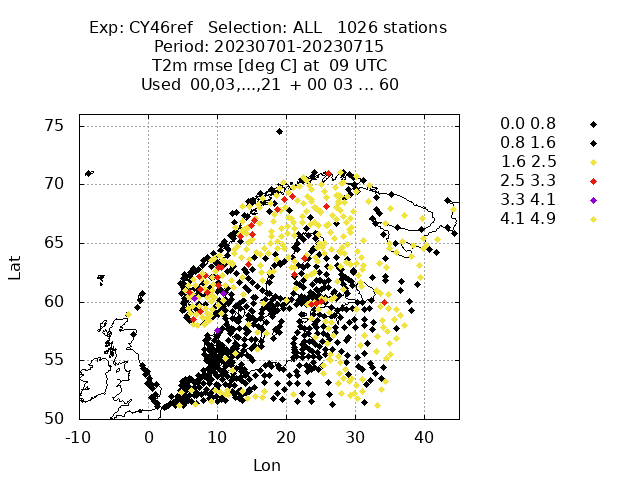 Exp: CY46ref   Selection: ALL   1026 stations
Period: 20230701-20230715
T2m rmse [deg C] at  09 UTC
Used  00,03,...,21  + 00 03 ... 60
0.0 0.8
0.8 1.6
1.6 2.5
2.5 3.3
3.3 4.1
4.1 4.9
75
70
65
60
55
50
Lat
-10 0 10 20 30 40
Lon